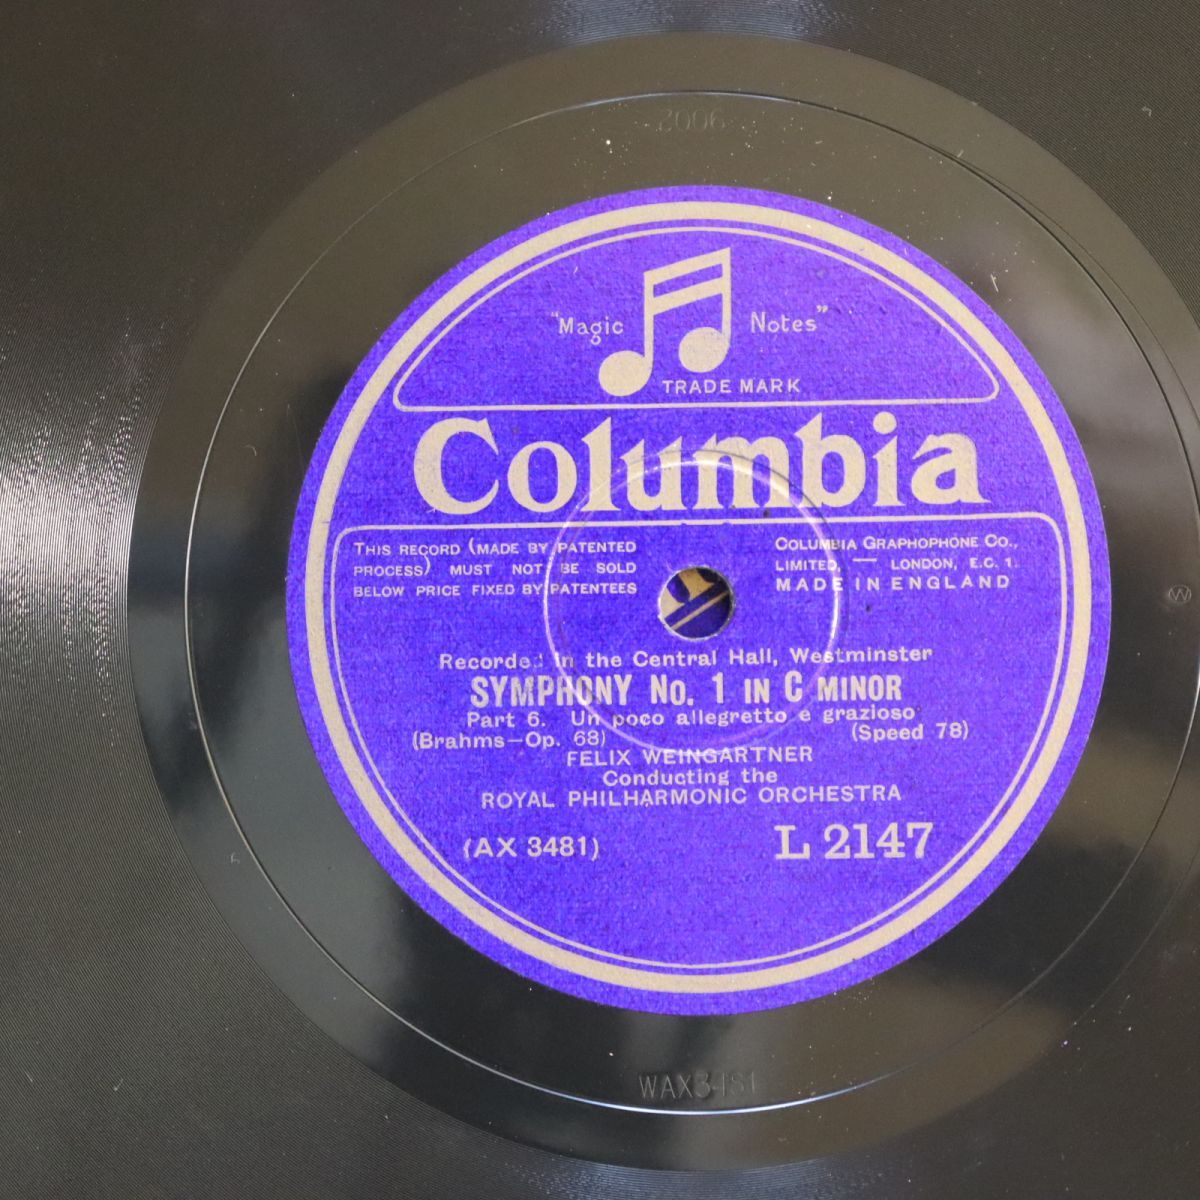 2006
"Magic Notes"
TRADE MARK
Columbia
THIS RECORD (MADE BY PATENTED
PROCESS) MUST NOT BE SOLD
BELOW PRICE FIXED BY PATENTEES
COLUMBIA GRAPHOPHONE CO.,
LIMITED, — LONDON, E.C. 1.
MADE IN ENGLAND
W
Recorded in the Central Hall, Westminster
SYMPHONY No. 1 IN C MINOR
Part 6. Un poco allegretto e grazioso
(Brahms—Op. 68) (Speed 78)
FELIX WEINGARTNER
Conducting the
ROYAL PHILHARMONIC ORCHESTRA
(AX 3481) L 2147
WAX3481